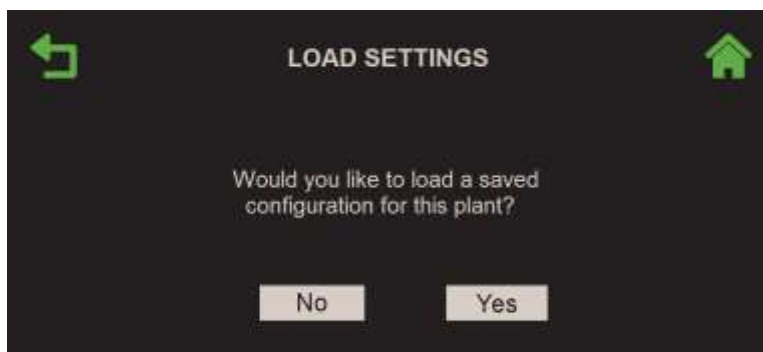 LOAD SETTINGS
Would you like to load a saved
configuration for this plant?
No
Yes